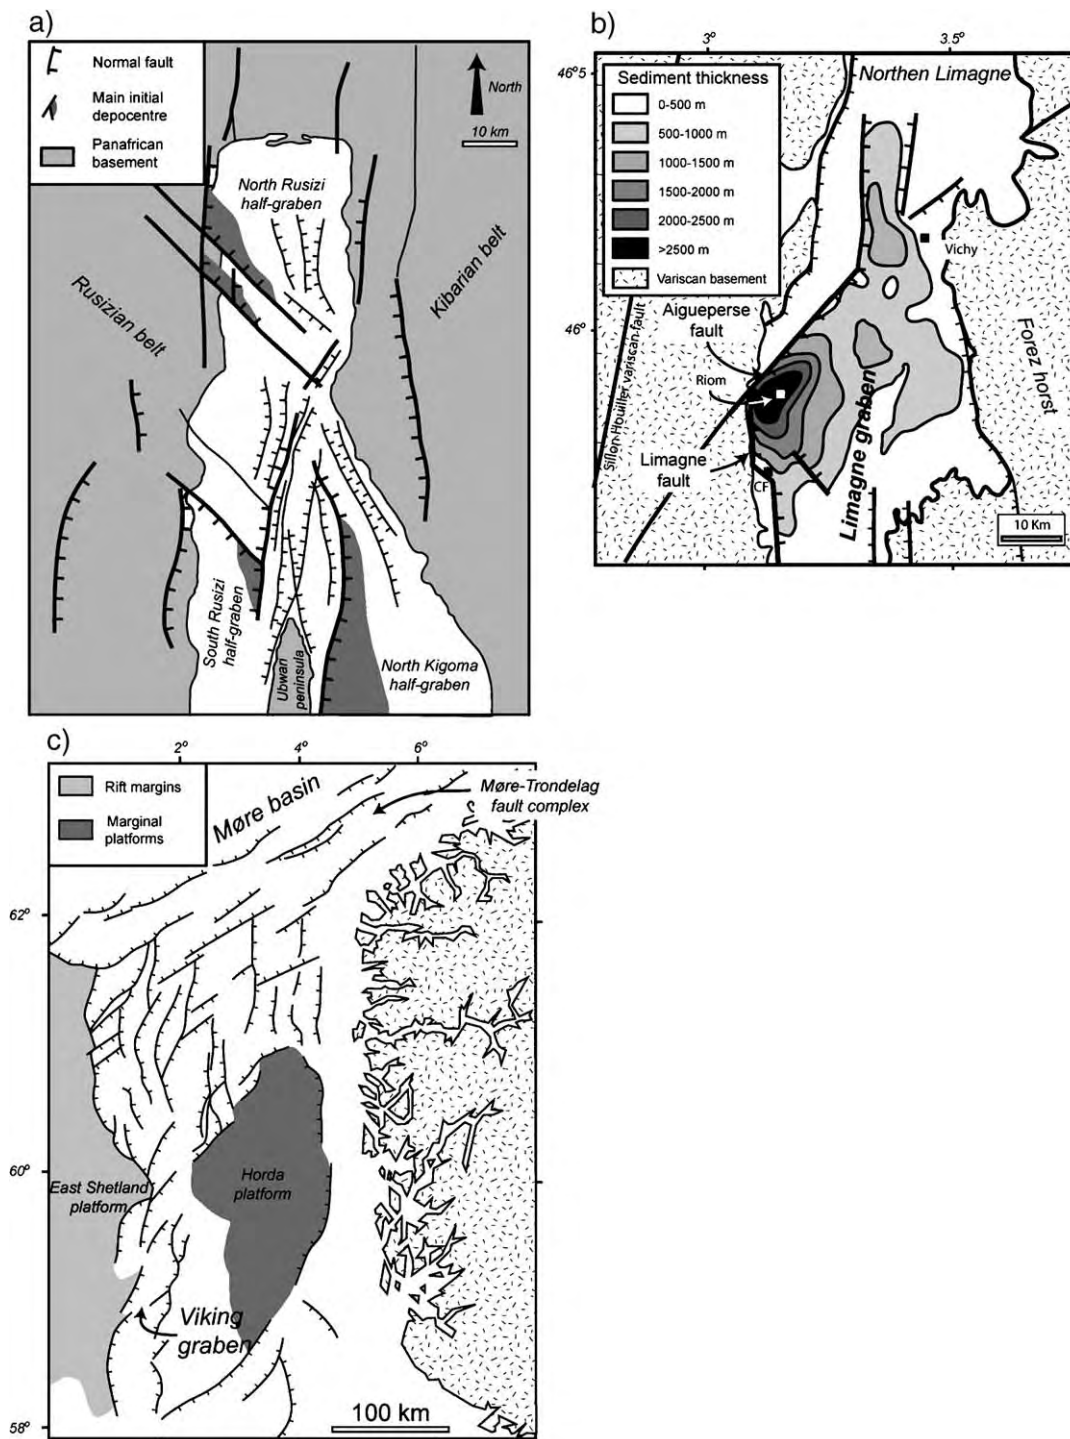 a)
Normal fault
Main initial
depocentre
Panafrican
basement
North
10 km
North Rusizi
half-graben
Rusizian belt
Kibarian belt
South Rusizi
half-graben
Ubwari
peninsula
North Kigoma
half-graben
b)
3°
3.5°
46°5
46°
Sediment thickness
0-500 m
500-1000 m
1000-1500 m
1500-2000 m
2000-2500 m
>2500 m
Variscan basement
Northen Limagne
Vichy
Aigueperse
fault
Riom
Sillon Houiller variscan fault
Limagne
fault
CF
Limagne graben
Forez horst
10 Km
c)
2°
4°
6°
62°
60°
58°
Rift margins
Marginal
platforms
Møre basin
Møre-Trondelag
fault complex
East Shetland
platform
Horda
platform
Viking
graben
100 km